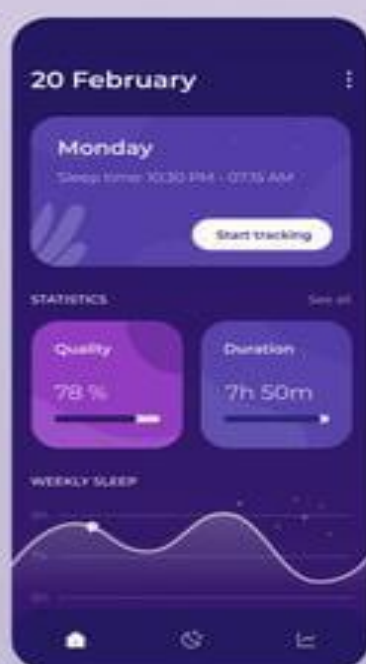 20 February
Monday
Sleep time: 10:30 PM - 07:15 AM
Start tracking
STATISTICS
See all
Quality
Duration
78 %
7h 50m
WEEKLY SLEEP